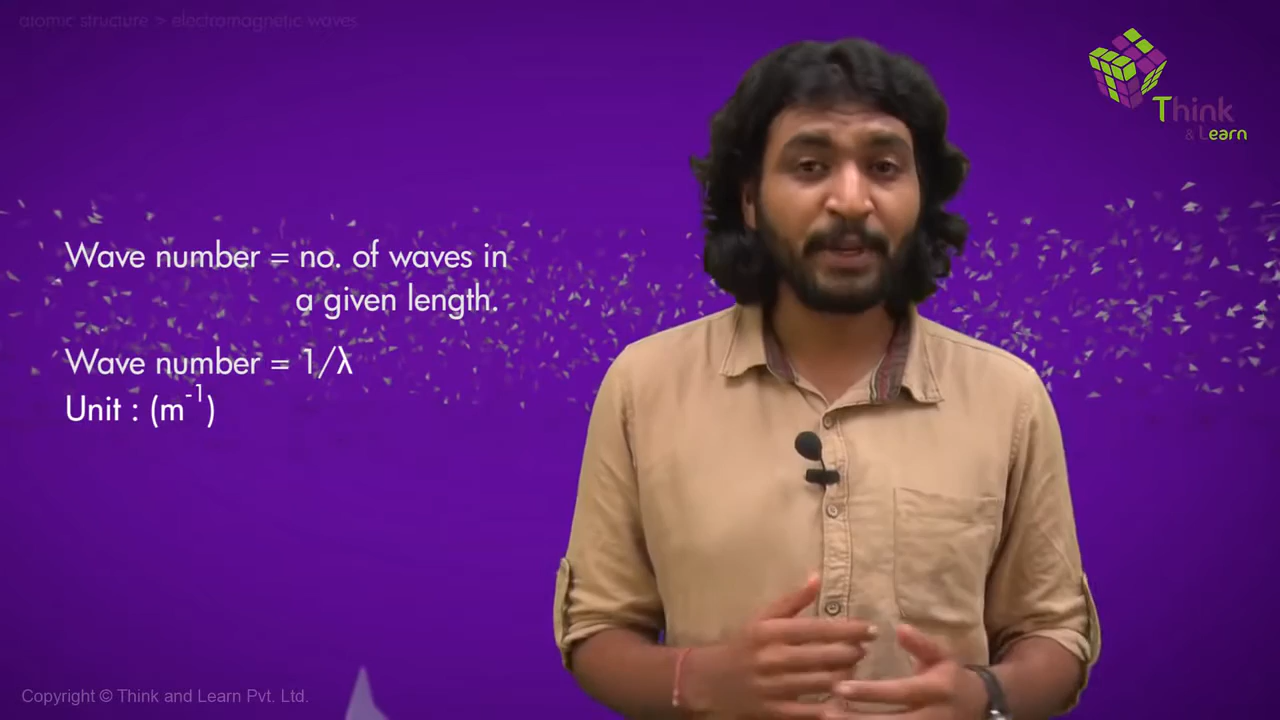 atomic structure > electromagnetic waves
Think
& Learn
Wave number = no. of waves in
a given length.
Wave number = 1/λ
Unit : (m⁻¹)
Copyright © Think and Learn Pvt. Ltd.